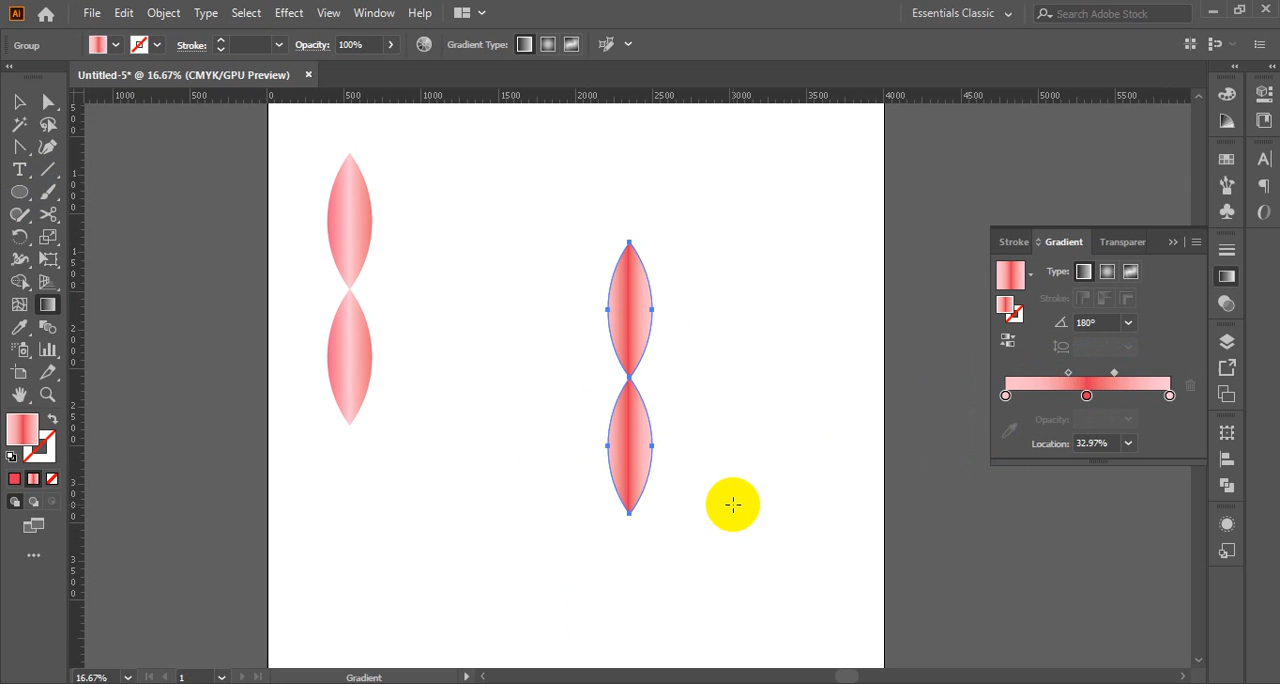 Ai File Edit Object Type Select Effect View Window Help Essentials Classic Search Adobe Stock
Group Stroke: Opacity: 100% Gradient Type:
Untitled-5* @ 16.67% (CMYK/GPU Preview)
1000 500 0 500 1000 1500 2000 2500 3000 3500 4000 4500 5000 5500
Stroke Gradient Transparer
Type:
Stroke:
180°
Opacity:
Location: 32.97%
16.67% 1 Gradient